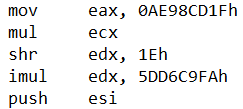 mov     eax, 0AE98CD1Fh
mul     ecx
shr     edx, 1Eh
imul    edx, 5DD6C9FAh
push    esi